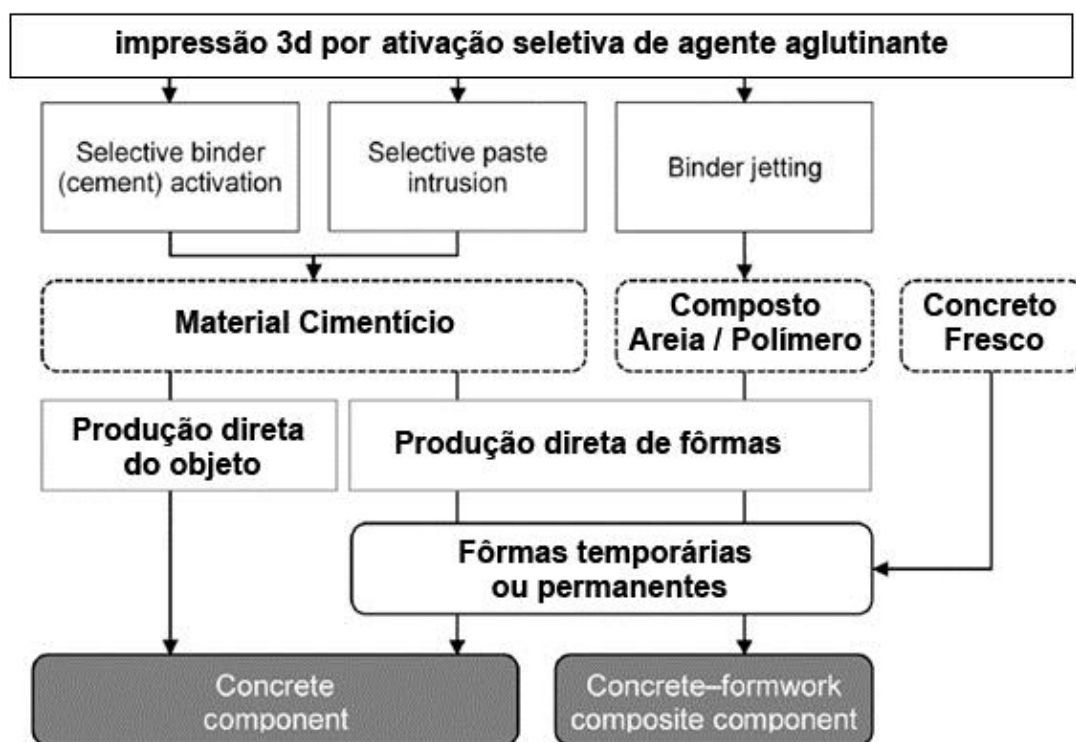 impressão 3d por ativação seletiva de agente aglutinante
Selective binder
(cement) activation
Selective paste
intrusion
Binder jetting
Material Cimentício
Composto
Areia / Polímero
Concreto
Fresco
Produção direta
do objeto
Produção direta de fôrmas
Fôrmas temporárias
ou permanentes
Concrete
component
Concrete–formwork
composite component